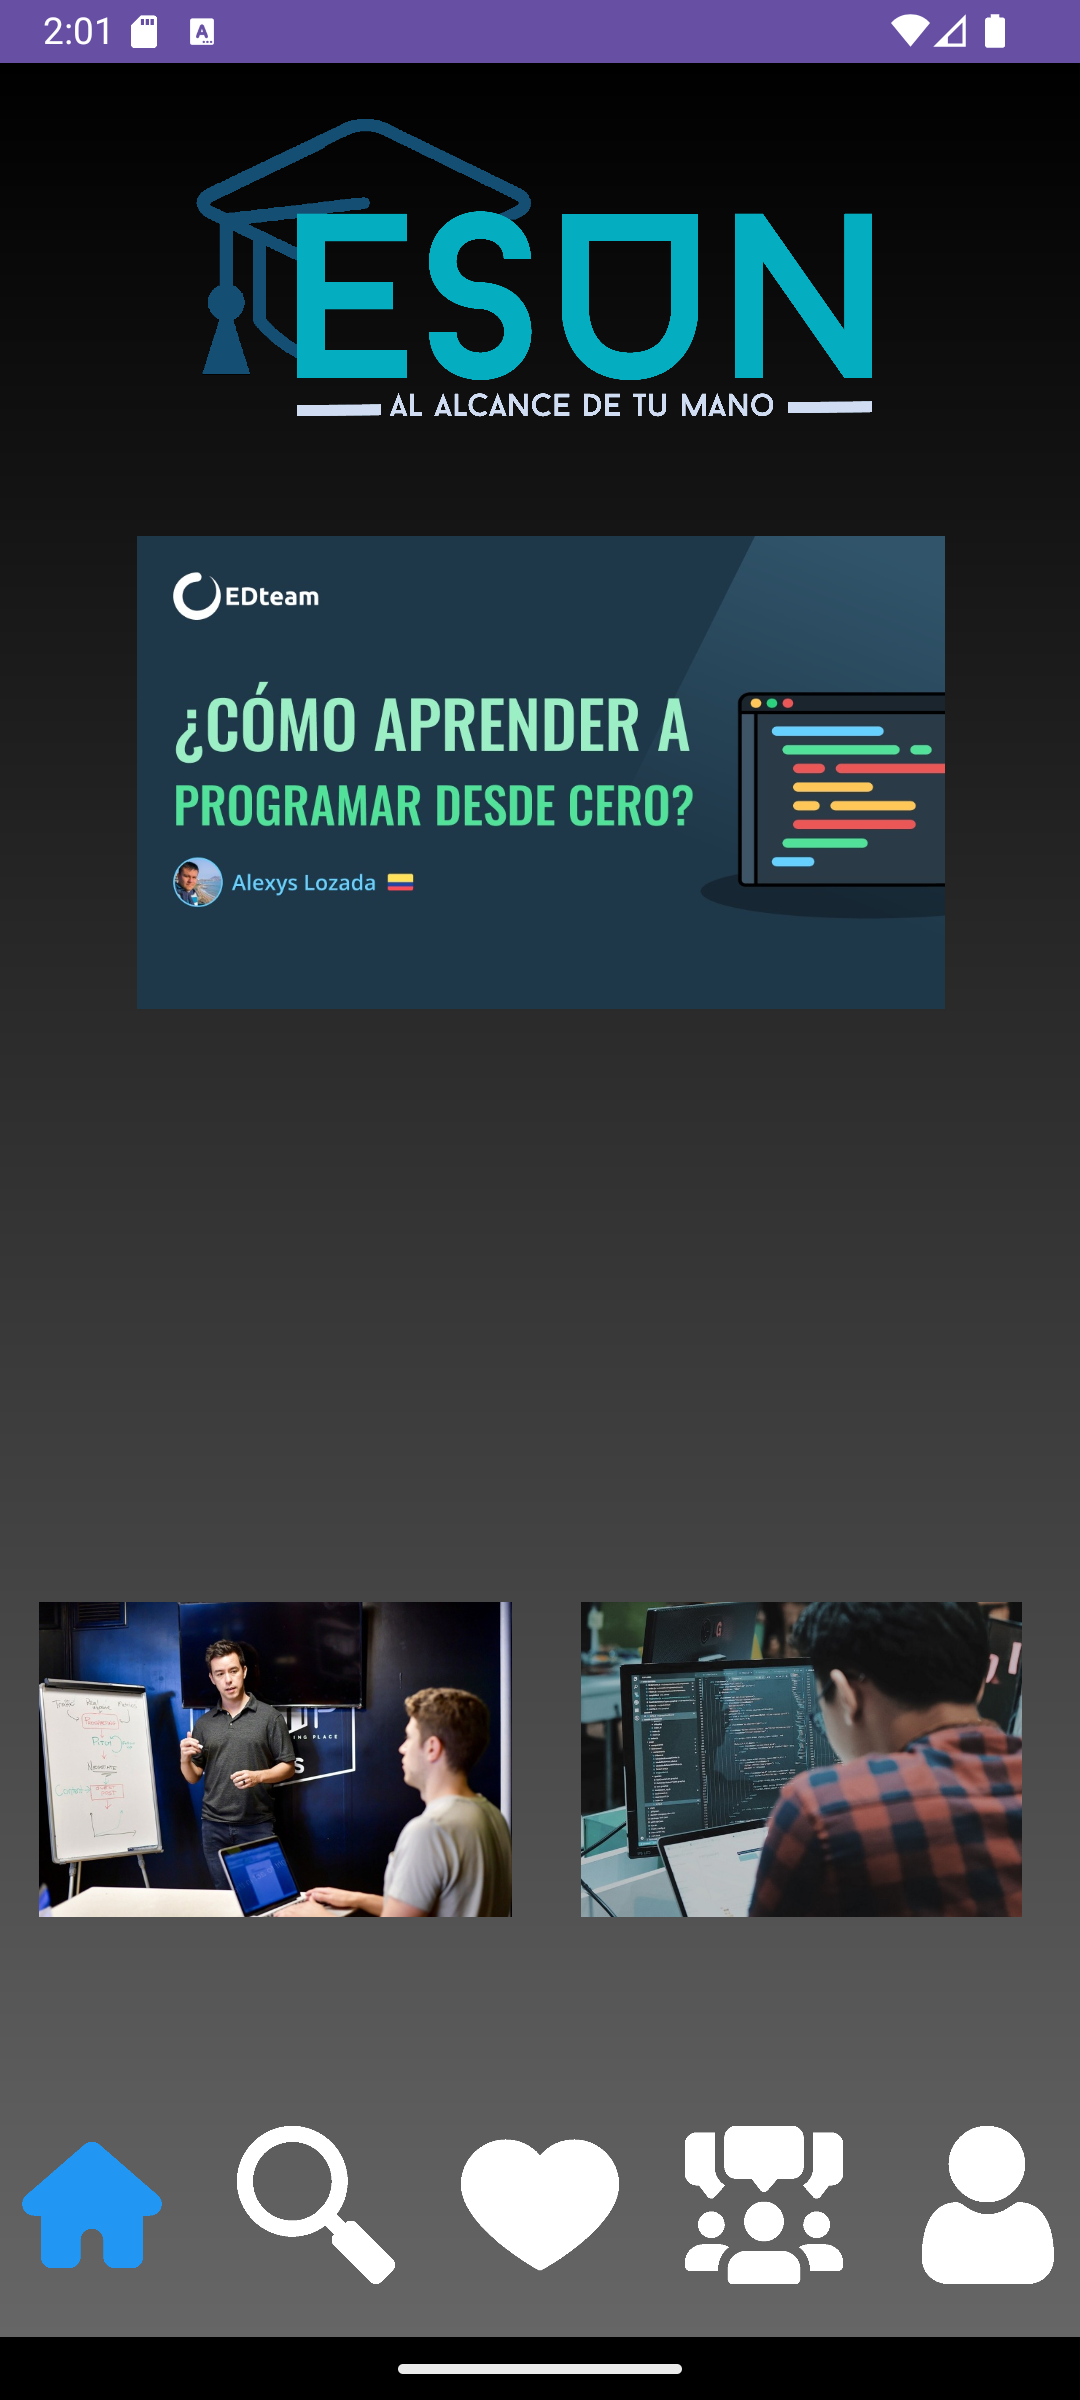 2:01
ESUN
AL ALCANCE DE TU MANO
EDteam
¿CÓMO APRENDER A
PROGRAMAR DESDE CERO?
Alexys Lozada